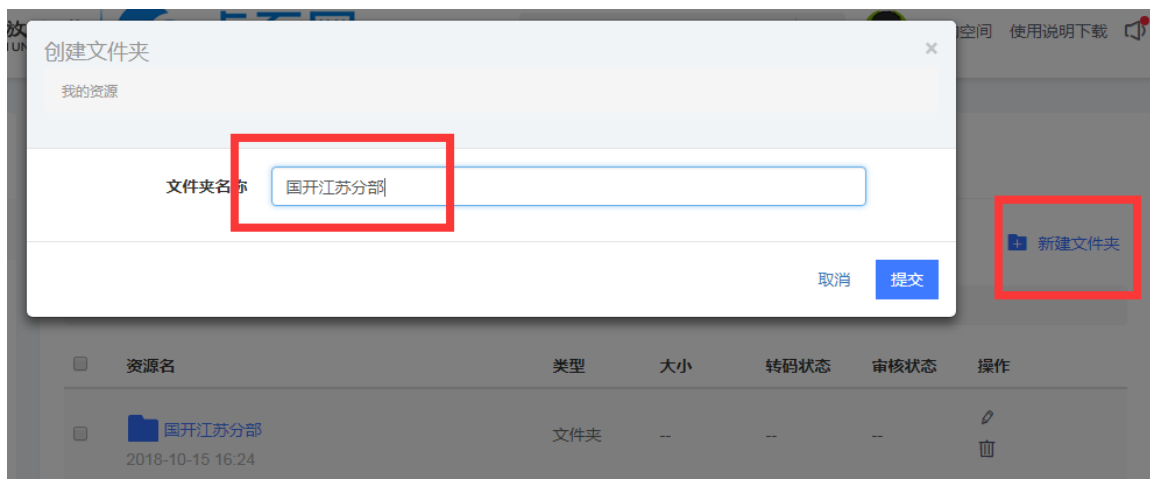 创建文件夹
×
空间 使用说明下载
我的资源
文件夹名称 国开江苏分部
新建文件夹
取消 提交
资源名 类型 大小 转码状态 审核状态 操作
国开江苏分部 文件夹 -- -- --
2018-10-15 16:24